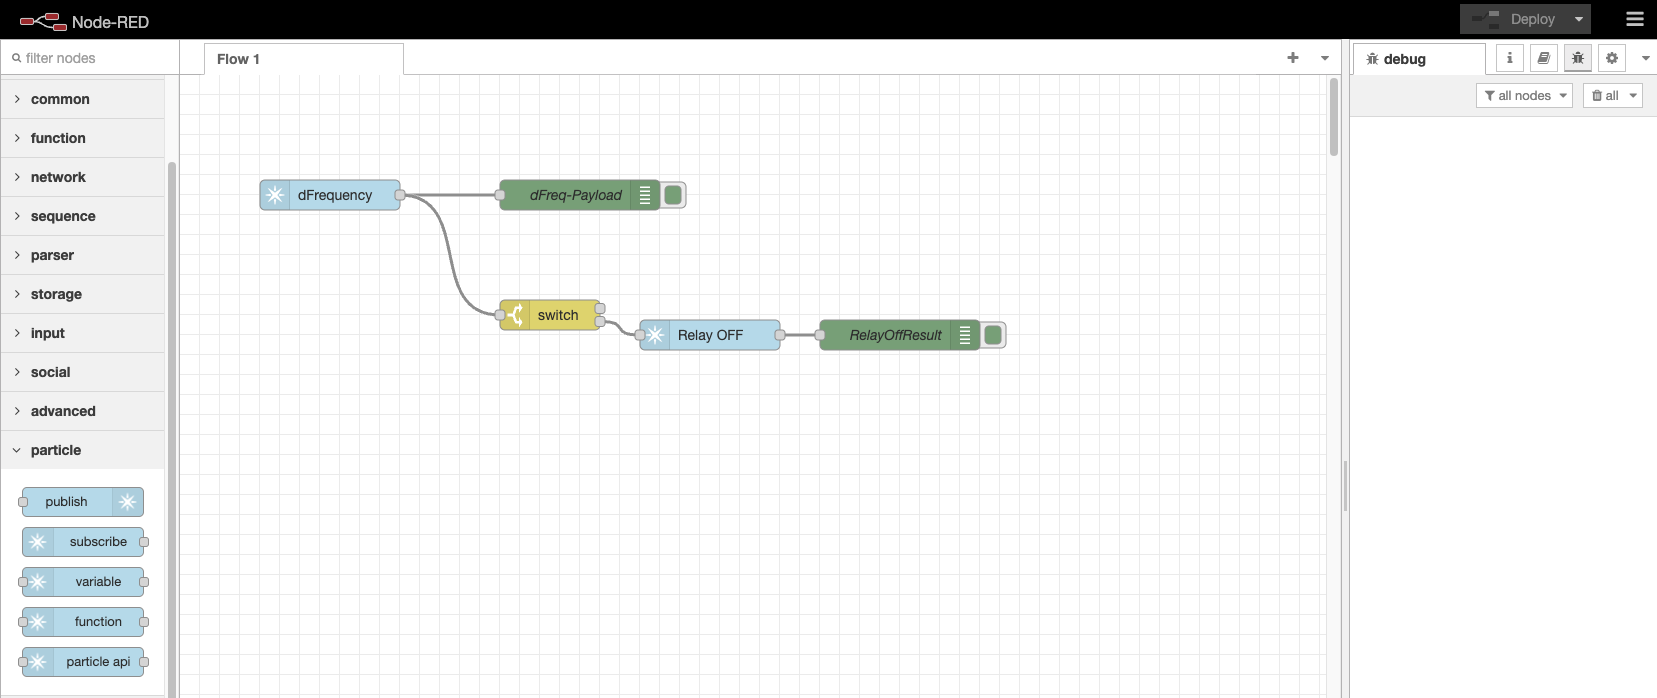 Node-RED
Deploy
filter nodes
Flow 1
debug
i
all nodes
all
common
function
network
sequence
parser
storage
input
social
advanced
particle
publish
subscribe
variable
function
particle api
dFrequency
dFreq-Payload
switch
Relay OFF
RelayOffResult